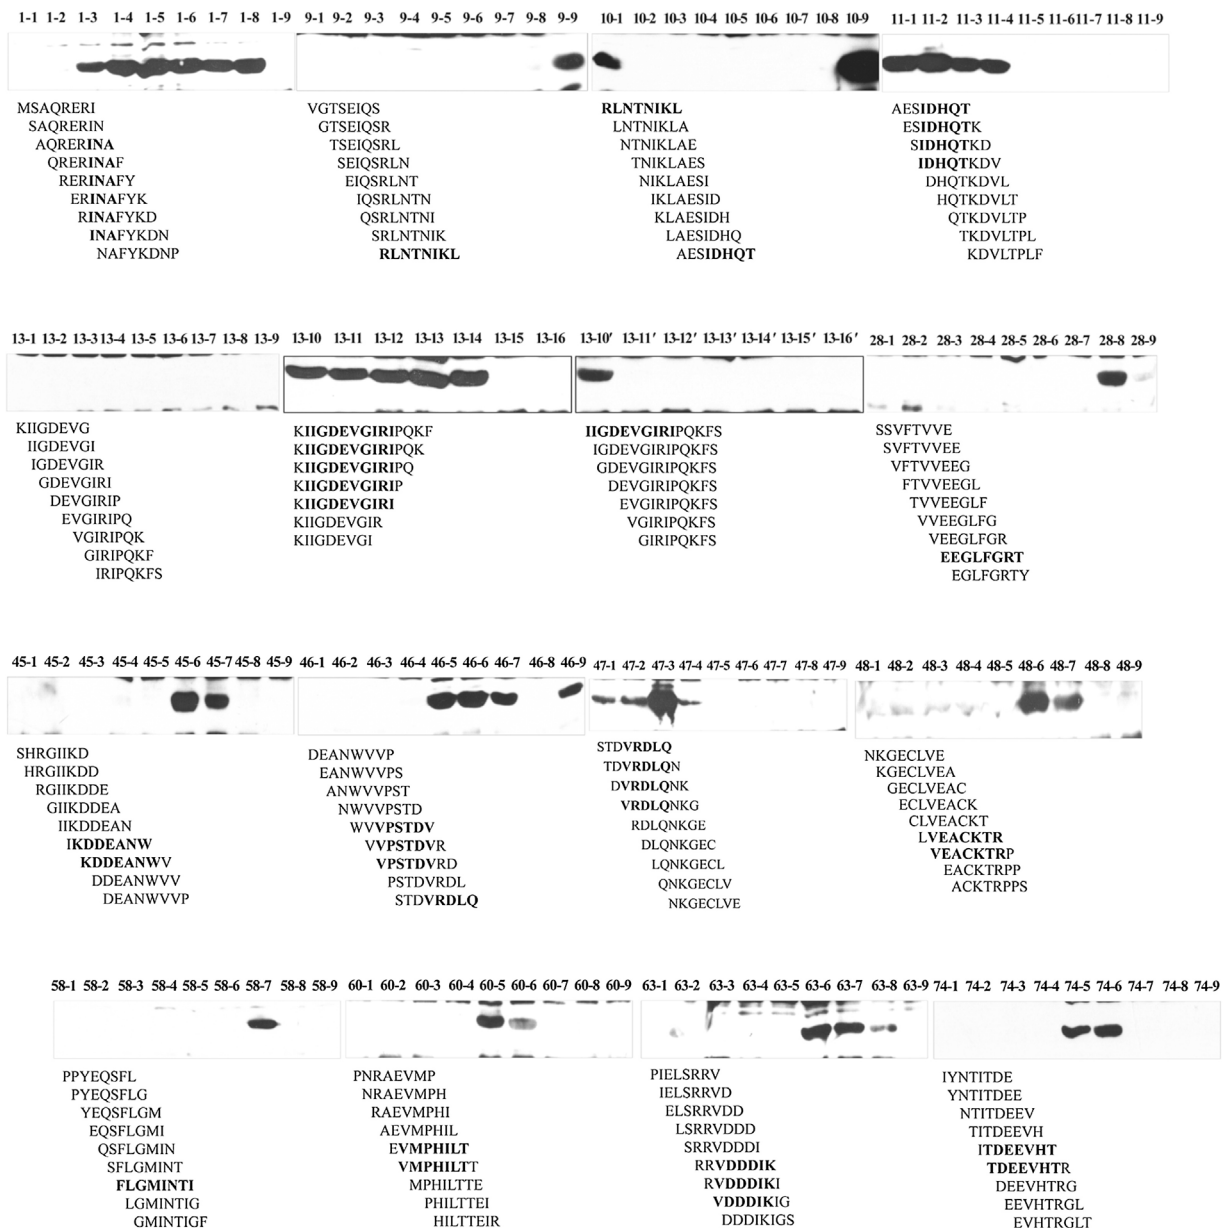 1-1 1-2 1-3 1-4 1-5 1-6 1-7 1-8 1-9
MSAQRERI
SAQRERIN
AQRERINA
QRERINAF
RERINAFY
ERINAFYK
RINAFYKD
INAFYKDN
NAFYKDNP
9-1 9-2 9-3 9-4 9-5 9-6 9-7 9-8 9-9
VGTSEIQS
GTSEIQSR
TSEIQSRL
SEIQSRLN
EIQSRLNT
IQSRLNTN
QSRLNTNI
SRLNTNIK
RLNTNIKL
10-1 10-2 10-3 10-4 10-5 10-6 10-7 10-8 10-9
RLNTNIKL
LNTNIKLA
NTNIKLAE
TNIKLAES
NIKLAESI
IKLAESID
KLAESIDH
LAESIDHQ
AESIDHQT
11-1 11-2 11-3 11-4 11-5 11-6 11-7 11-8 11-9
AESIDHQT
ESIDHQTK
SIDHQTKD
IDHQTKDV
DHQTKDVL
HQTKDVLT
QTKDVLTP
TKDVLTPL
KDVLTPLF
13-1 13-2 13-3 13-4 13-5 13-6 13-7 13-8 13-9
KIIGDEVG
IIGDEVGI
IGDEVGIR
GDEVGIRI
DEVGIRIP
EVGIRIPQ
VGIRIPQK
GIRIPQKF
IRIPQKFS
13-10 13-11 13-12 13-13 13-14 13-15 13-16
KIIGDEVGIRIPQKF
KIIGDEVGIRIPQK
KIIGDEVGIRIPQ
KIIGDEVGIRIP
KIIGDEVGIRI
KIIGDEVGIR
KIIGDEVGI
13-10′ 13-11′ 13-12′ 13-13′ 13-14′ 13-15′ 13-16′
IIGDEVGIRIPQKFS
IGDEVGIRIPQKFS
GDEVGIRIPQKFS
DEVGIRIPQKFS
EVGIRIPQKFS
VGIRIPQKFS
GIRIPQKFS
28-1 28-2 28-3 28-4 28-5 28-6 28-7 28-8 28-9
SSVFTVVE
SVFTVVEE
VFTVVEEG
FTVVEEGL
TVVEEGLF
VVEEGLFG
VEEGLFGR
EEGLFGRT
EGLFGRTY
45-1 45-2 45-3 45-4 45-5 45-6 45-7 45-8 45-9
SHRGIIKD
HRGIIKDD
RGIIKDDE
GIIKDDEA
IIKDDEAN
IKDDEANW
KDDEANWV
DDEANWVV
DEANWVVP
46-1 46-2 46-3 46-4 46-5 46-6 46-7 46-8 46-9
DEANWVVP
EANWVVPS
ANWVVPST
NWVVPSTD
WVVPSTDV
VVPSTDVR
VPSTDVRD
PSTDVRDL
STDVRDLQ
47-1 47-2 47-3 47-4 47-5 47-6 47-7 47-8 47-9
STDVRDLQ
TDVRDLQN
DVRDLQNK
VRDLQNKG
RDLQNKGE
DLQNKGEC
LQNKGECL
QNKGECLV
NKGECLVE
48-1 48-2 48-3 48-4 48-5 48-6 48-7 48-8 48-9
NKGECLVE
KGECLVEA
GECLVEAC
ECLVEACK
CLVEACKT
LVEACKTR
VEACKTRP
EACKTRPP
ACKTRPPS
58-1 58-2 58-3 58-4 58-5 58-6 58-7 58-8 58-9
PPYEQSFL
PYEQSFLG
YEQSFLGM
EQSFLGMI
QSFLGMIN
SFLGMINT
FLGMINTI
LGMINTIG
GMINTIGF
60-1 60-2 60-3 60-4 60-5 60-6 60-7 60-8 60-9
PNRAEVMP
NRAEVMPH
RAEVMPHI
AEVMPHIL
EVMPHILT
VMPHILTT
MPHILTTE
PHILTTEI
HILTTEIR
63-1 63-2 63-3 63-4 63-5 63-6 63-7 63-8 63-9
PIELSRRV
IELSRRVD
ELSRRVDD
LSRRVDDD
SRRVDDDI
RRVDDDIK
RVDDDIKI
VDDDIKIG
DDDIKIGS
74-1 74-2 74-3 74-4 74-5 74-6 74-7 74-8 74-9
IYNTITDE
YNTITDEE
NTITDEEV
TITDEEVH
ITDEEVHT
TDEEVHTR
DEEVHTRG
EEVHTRGL
EVHTRGLT